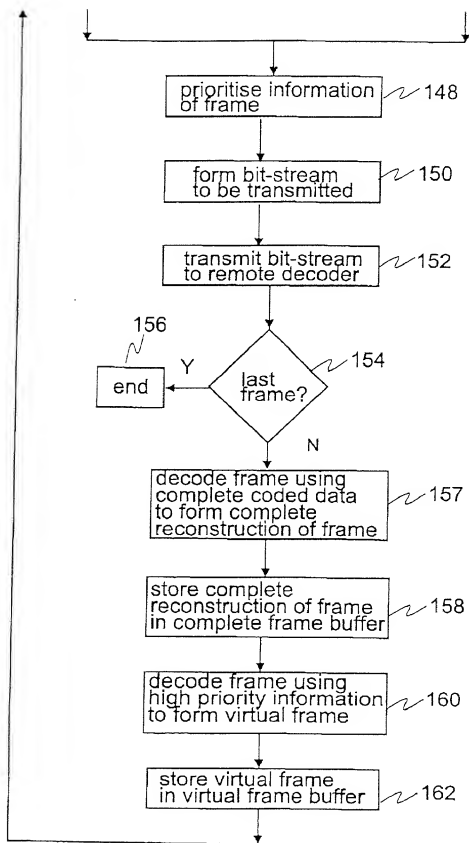 prioritise information
of frame
148
form bit-stream
to be transmitted
150
transmit bit-stream
to remote decoder
152
156
Y
154
end
last
frame?
N
decode frame using
complete coded data
to form complete
reconstruction of frame
157
store complete
reconstruction of frame
in complete frame buffer
158
decode frame using
high priority information
to form virtual frame
160
store virtual frame
in virtual frame buffer
162